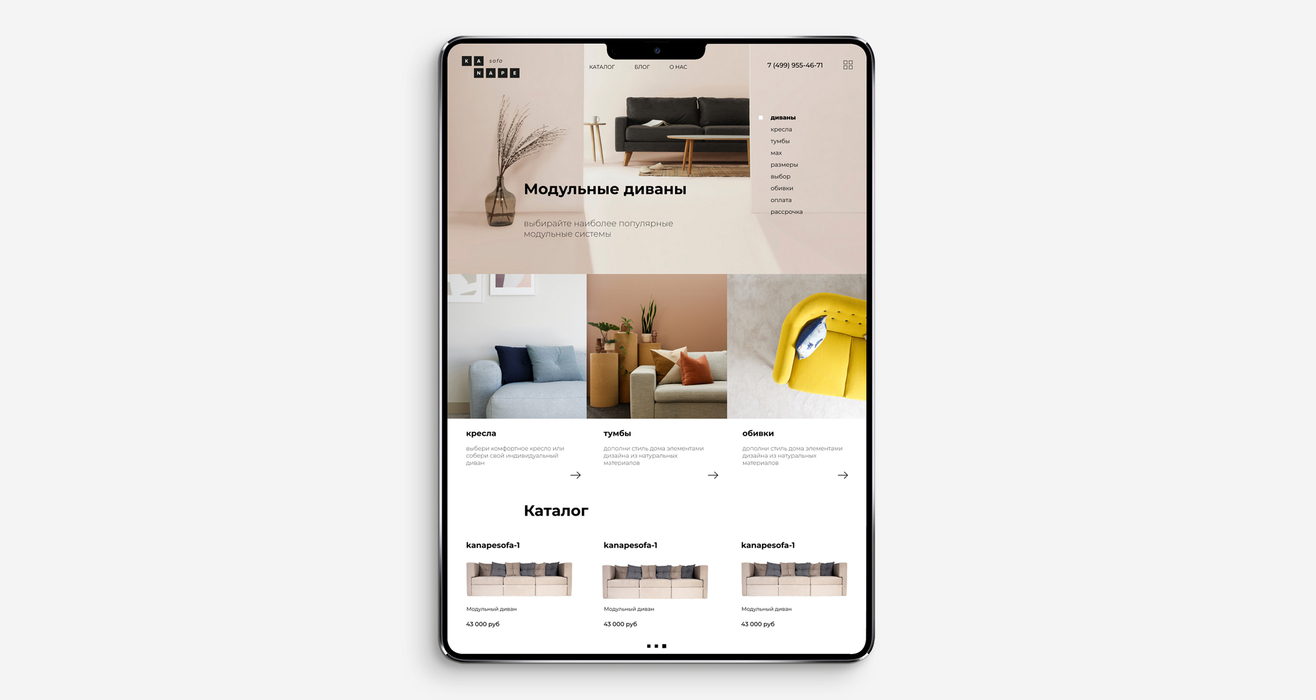 KA sofa
NAPE
КАТАЛОГ БЛОГ О НАС
7 (499) 955-46-71
диваны
кресла
тумбы
мах
размеры
выбор
обивки
оплата
рассрочка
Модульные диваны
выбирайте наиболее популярные
модульные системы
кресла
выбери комфортное кресло или
собери свой индивидуальный
диван
тумбы
дополни стиль дома элементами
дизайна из натуральных
материалов
обивки
дополни стиль дома элементами
дизайна из натуральных
материалов
Каталог
kanapesofa-1
Модульный диван
43 000 руб
kanapesofa-1
Модульный диван
43 000 руб
kanapesofa-1
Модульный диван
43 000 руб